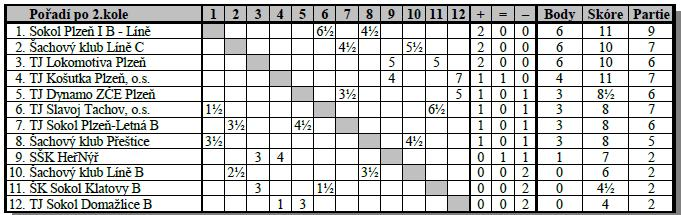 Pořadí po 2.kole 1 2 3 4 5 6 7 8 9 10 11 12 + = – Body Skóre Partie
1. Sokol Plzeň I B - Líně 6½ 4½ 2 0 0 6 11 9
2. Šachový klub Líně C 4½ 5½ 2 0 0 6 10 7
3. TJ Lokomotiva Plzeň 5 5 2 0 0 6 10 6
4. TJ Košutka Plzeň, o.s. 4 7 1 1 0 4 11 7
5. TJ Dynamo ZČE Plzeň 3½ 5 1 0 1 3 8½ 6
6. TJ Slavoj Tachov, o.s. 1½ 6½ 1 0 1 3 8 7
7. TJ Sokol Plzeň-Letná B 3½ 4½ 1 0 1 3 8 6
8. Šachový klub Přeštice 3½ 4½ 1 0 1 3 8 5
9. SŠK HeřNýř 3 4 0 1 1 1 7 2
10. Šachový klub Líně B 2½ 3½ 0 0 2 0 6 2
11. ŠK Sokol Klatovy B 3 1½ 0 0 2 0 4½ 2
12. TJ Sokol Domažlice B 1 3 0 0 2 0 4 2